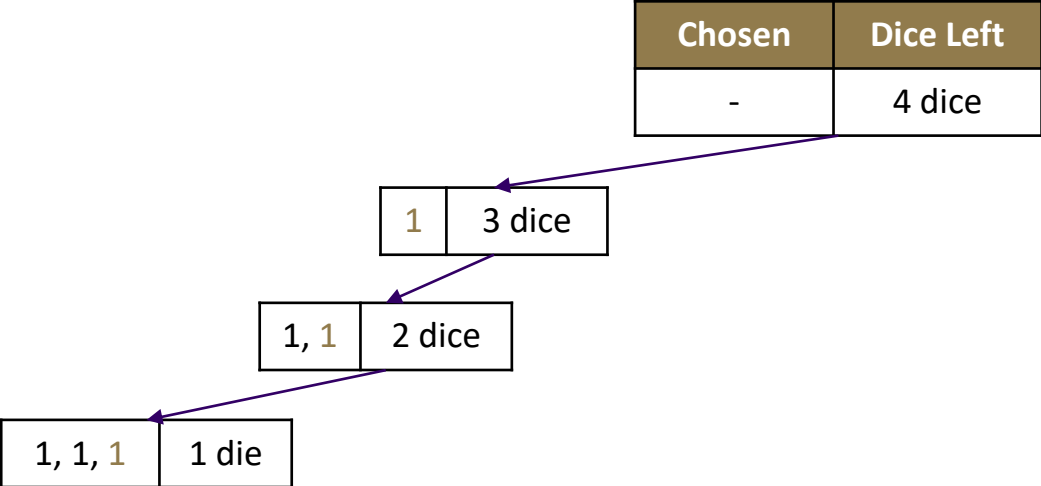 Chosen Dice Left
- 4 dice
1 3 dice
1, 1 2 dice
1, 1, 1 1 die